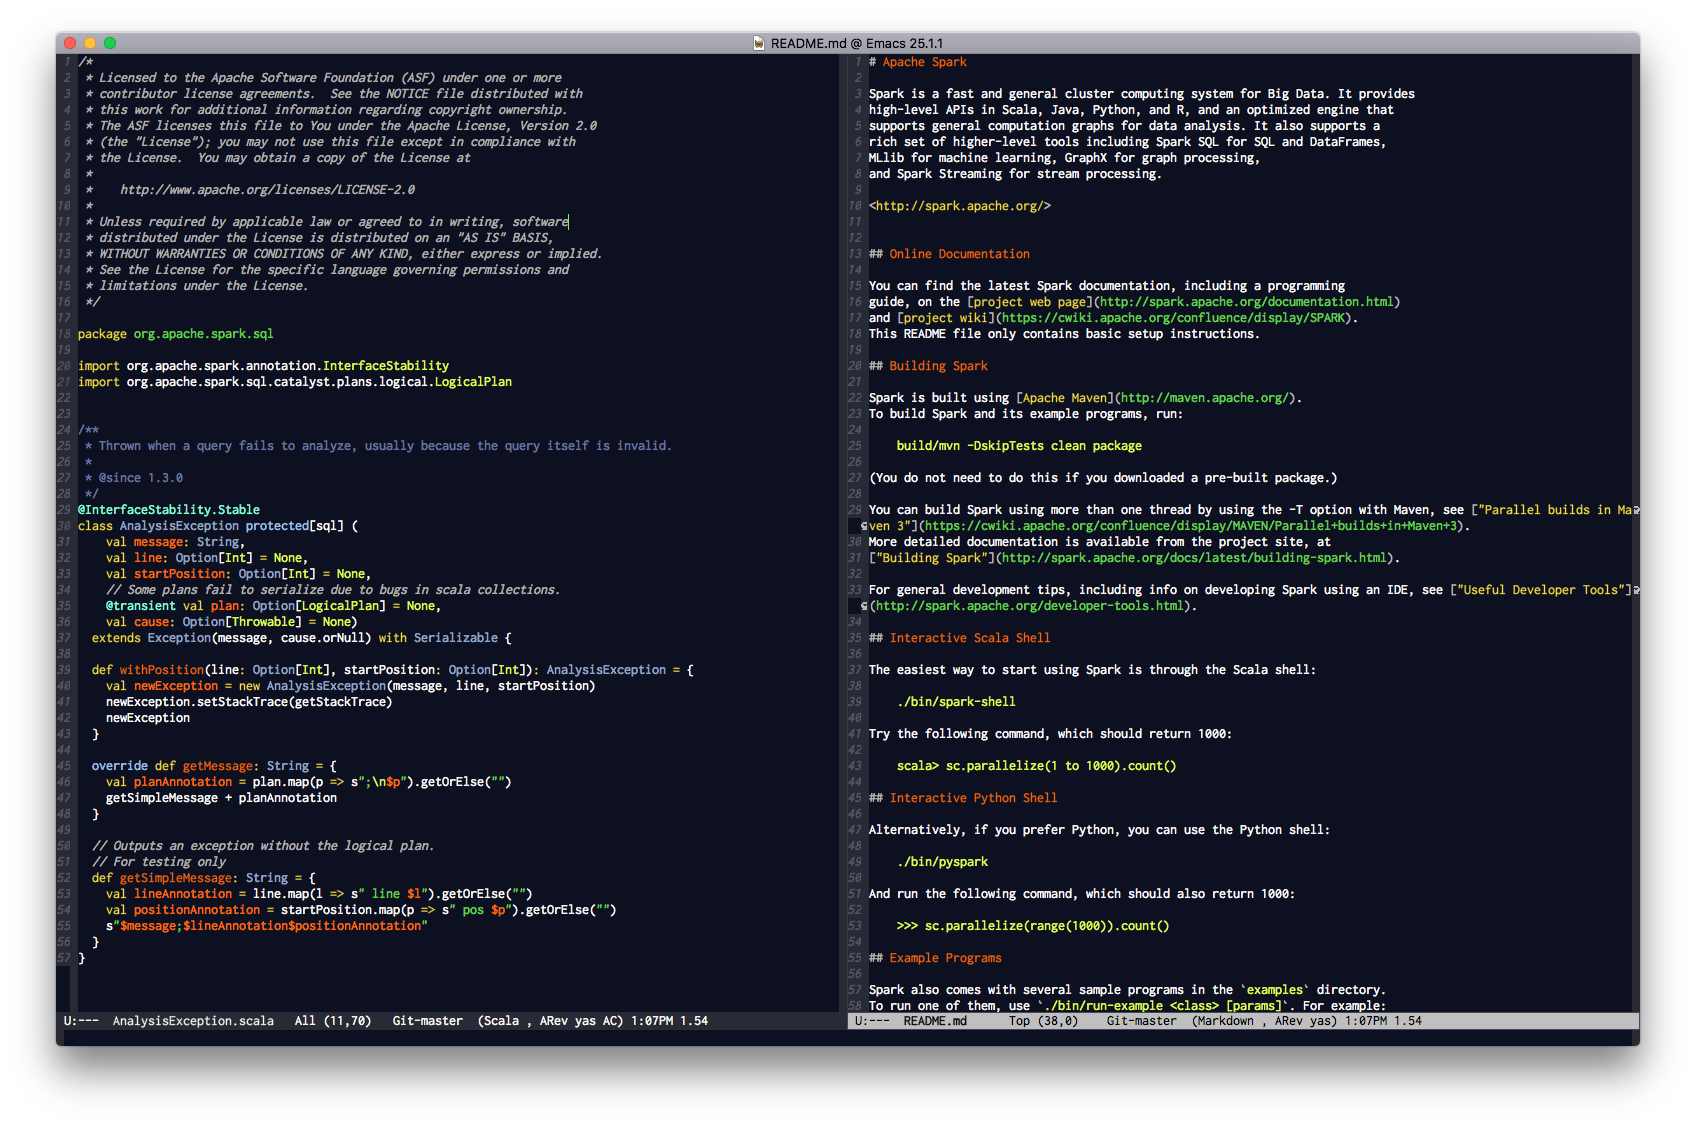 README.md @ Emacs 25.1.1
1 /*
2  * Licensed to the Apache Software Foundation (ASF) under one or more
3  * contributor license agreements.  See the NOTICE file distributed with
4  * this work for additional information regarding copyright ownership.
5  * The ASF licenses this file to You under the Apache License, Version 2.0
6  * (the "License"); you may not use this file except in compliance with
7  * the License.  You may obtain a copy of the License at
8  *
9  *    http://www.apache.org/licenses/LICENSE-2.0
10  *
11  * Unless required by applicable law or agreed to in writing, software
12  * distributed under the License is distributed on an "AS IS" BASIS,
13  * WITHOUT WARRANTIES OR CONDITIONS OF ANY KIND, either express or implied.
14  * See the License for the specific language governing permissions and
15  * limitations under the License.
16  */
17
18 package org.apache.spark.sql
19
20 import org.apache.spark.annotation.InterfaceStability
21 import org.apache.spark.sql.catalyst.plans.logical.LogicalPlan
22
23
24 /**
25  * Thrown when a query fails to analyze, usually because the query itself is invalid.
26  *
27  * @since 1.3.0
28  */
29 @InterfaceStability.Stable
30 class AnalysisException protected[sql] (
31     val message: String,
32     val line: Option[Int] = None,
33     val startPosition: Option[Int] = None,
34     // Some plans fail to serialize due to bugs in scala collections.
35     @transient val plan: Option[LogicalPlan] = None,
36     val cause: Option[Throwable] = None)
37   extends Exception(message, cause.orNull) with Serializable {
38
39   def withPosition(line: Option[Int], startPosition: Option[Int]): AnalysisException = {
40     val newException = new AnalysisException(message, line, startPosition)
41     newException.setStackTrace(getStackTrace)
42     newException
43   }
44
45   override def getMessage: String = {
46     val planAnnotation = plan.map(p => s";\n$p").getOrElse("")
47     getSimpleMessage + planAnnotation
48   }
49
50   // Outputs an exception without the logical plan.
51   // For testing only
52   def getSimpleMessage: String = {
53     val lineAnnotation = line.map(l => s" line $l").getOrElse("")
54     val positionAnnotation = startPosition.map(p => s" pos $p").getOrElse("")
55     s"$message;$lineAnnotation$positionAnnotation"
56   }
57 }
U:---  AnalysisException.scala   All (11,70)   Git-master  (Scala , ARev yas AC) 1:07PM 1.54
1 # Apache Spark
2
3 Spark is a fast and general cluster computing system for Big Data. It provides
4 high-level APIs in Scala, Java, Python, and R, and an optimized engine that
5 supports general computation graphs for data analysis. It also supports a
6 rich set of higher-level tools including Spark SQL for SQL and DataFrames,
7 MLlib for machine learning, GraphX for graph processing,
8 and Spark Streaming for stream processing.
9
10 <http://spark.apache.org/>
11
12
13 ## Online Documentation
14
15 You can find the latest Spark documentation, including a programming
16 guide, on the [project web page](http://spark.apache.org/documentation.html)
17 and [project wiki](https://cwiki.apache.org/confluence/display/SPARK).
18 This README file only contains basic setup instructions.
19
20 ## Building Spark
21
22 Spark is built using [Apache Maven](http://maven.apache.org/).
23 To build Spark and its example programs, run:
24
25     build/mvn -DskipTests clean package
26
27 (You do not need to do this if you downloaded a pre-built package.)
28
29 You can build Spark using more than one thread by using the -T option with Maven, see ["Parallel builds in Ma
ven 3"](https://cwiki.apache.org/confluence/display/MAVEN/Parallel+builds+in+Maven+3).
30 More detailed documentation is available from the project site, at
31 ["Building Spark"](http://spark.apache.org/docs/latest/building-spark.html).
32
33 For general development tips, including info on developing Spark using an IDE, see ["Useful Developer Tools"]
(http://spark.apache.org/developer-tools.html).
34
35 ## Interactive Scala Shell
36
37 The easiest way to start using Spark is through the Scala shell:
38
39     ./bin/spark-shell
40
41 Try the following command, which should return 1000:
42
43     scala> sc.parallelize(1 to 1000).count()
44
45 ## Interactive Python Shell
46
47 Alternatively, if you prefer Python, you can use the Python shell:
48
49     ./bin/pyspark
50
51 And run the following command, which should also return 1000:
52
53     >>> sc.parallelize(range(1000)).count()
54
55 ## Example Programs
56
57 Spark also comes with several sample programs in the `examples` directory.
58 To run one of them, use `./bin/run-example <class> [params]`. For example:
U:---  README.md      Top (38,0)    Git-master  (Markdown , ARev yas) 1:07PM 1.54